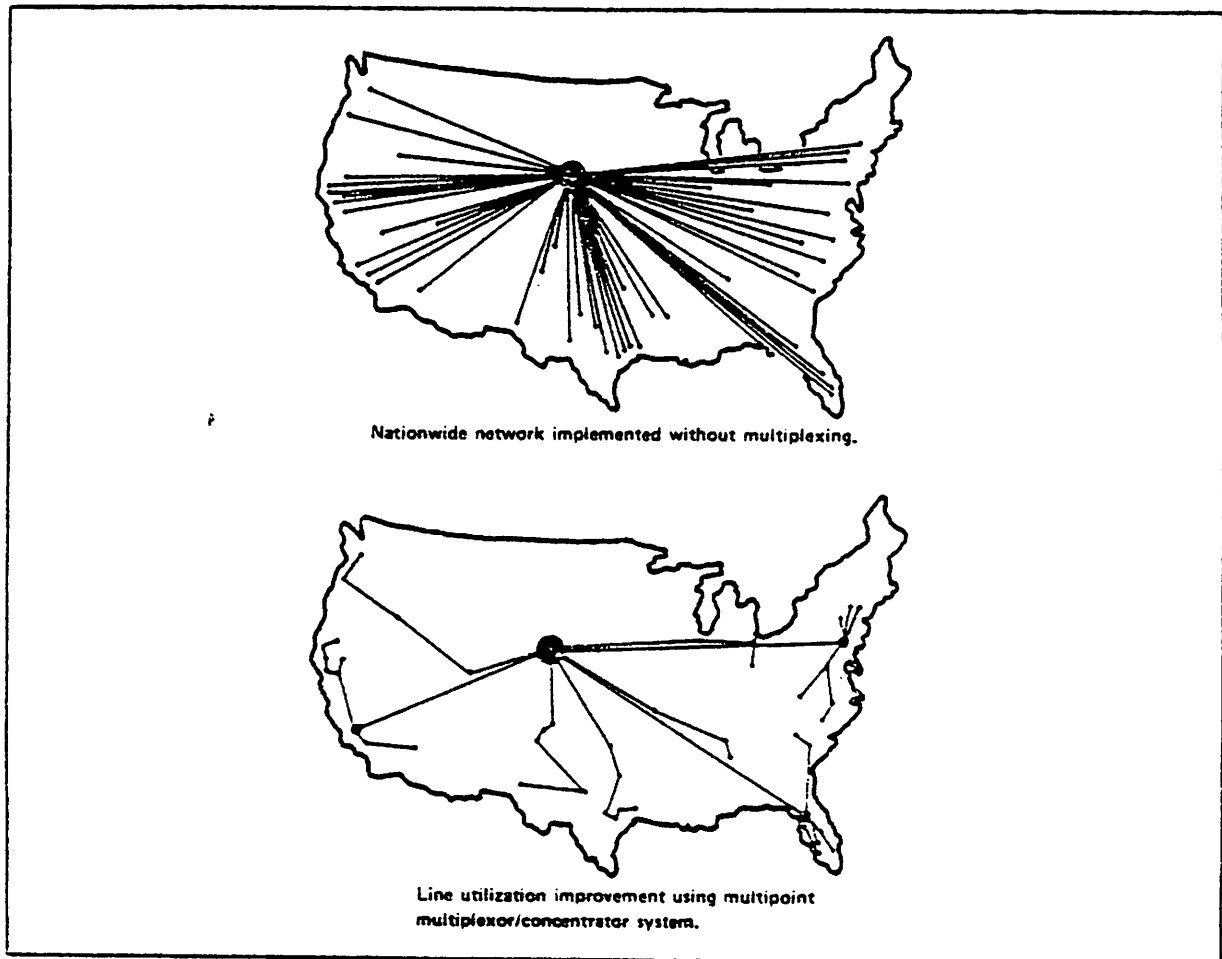 Nationwide network implemented without multiplexing.
Line utilization improvement using multipoint
multiplexor/concentrator system.